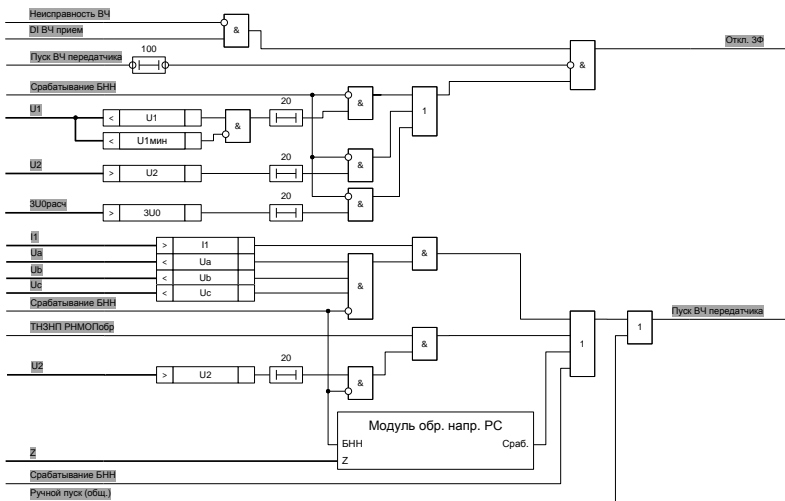 Неисправность ВЧ
DI ВЧ прием
&
Откл. 3Ф
Пуск ВЧ передатчика
100
&
Срабатывание БНН
20
&
U1
< U1
&
1
< U1мин
20
&
U2
> U2
20
&
3U0расч
> 3U0
I1
> I1
&
Ua
< Ua
Ub
< Ub
&
Uc
< Uc
Срабатывание БНН
Пуск ВЧ передатчика
1
ТНЗНП РНМОПобр
&
1
20
U2
> U2
&
Модуль обр. напр. РС
БНН Сраб.
Z
Z
Срабатывание БНН
Ручной пуск (общ.)